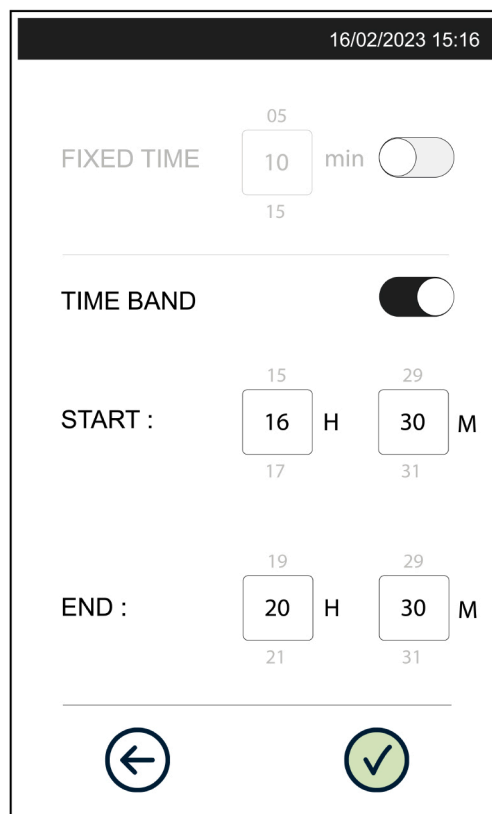 16/02/2023 15:16
05
FIXED TIME 10 min
15
TIME BAND
15 29
START : 16 H 30 M
17 31
19 29
END : 20 H 30 M
21 31